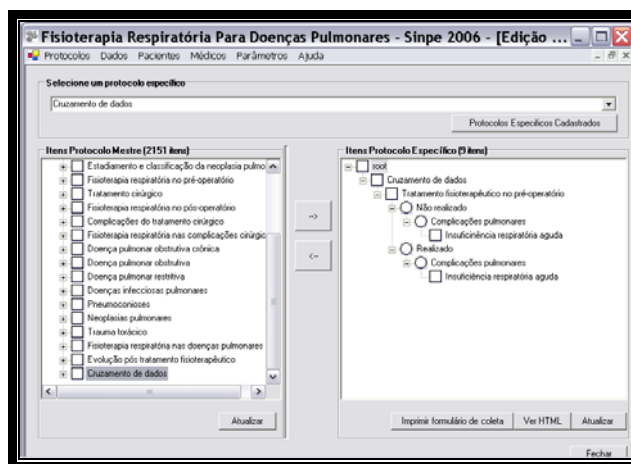 Fisioterapia Respiratória Para Doenças Pulmonares - Sinpe 2006 - [Edição ...
Protocolos Dados Pacientes Médicos Parâmetros Ajuda
Selecione um protocolo específico
Cruzamento de dados
Protocolos Específicos Cadastrados
Itens Protocolo Mestre (2151 itens)
Estadiamento e classificação da neoplasia pulmo
Fisioterapia respiratória no pré-operatório
Tratamento cirúrgico
Fisioterapia respiratória no pós-operatório
Complicações do tratamento cirúrgico
Fisioterapia respiratória nas complicações cirúrgic
Doença pulmonar obstrutiva crônica
Doença pulmonar obstrutiva
Doença pulmonar restritiva
Doenças infecciosas pulmonares
Pneumoconioses
Neoplasias pulmonares
Trauma torácico
Fisioterapia respiratória nas doenças pulmonares
Evolução pós tratamento fisioterapêutico
Cruzamento de dados
Atualizar
-->
<--
Itens Protocolo Específico (9 itens)
root
Cruzamento de dados
Tratamento fisioterapêutico no pré-operatório
Não realizado
Complicações pulmonares
Insuficinência respiratória aguda
Realizado
Complicações pulmonares
Insuficiência respiratória aguda
Imprimir formulário de coleta Ver HTML Atualizar
Fechar